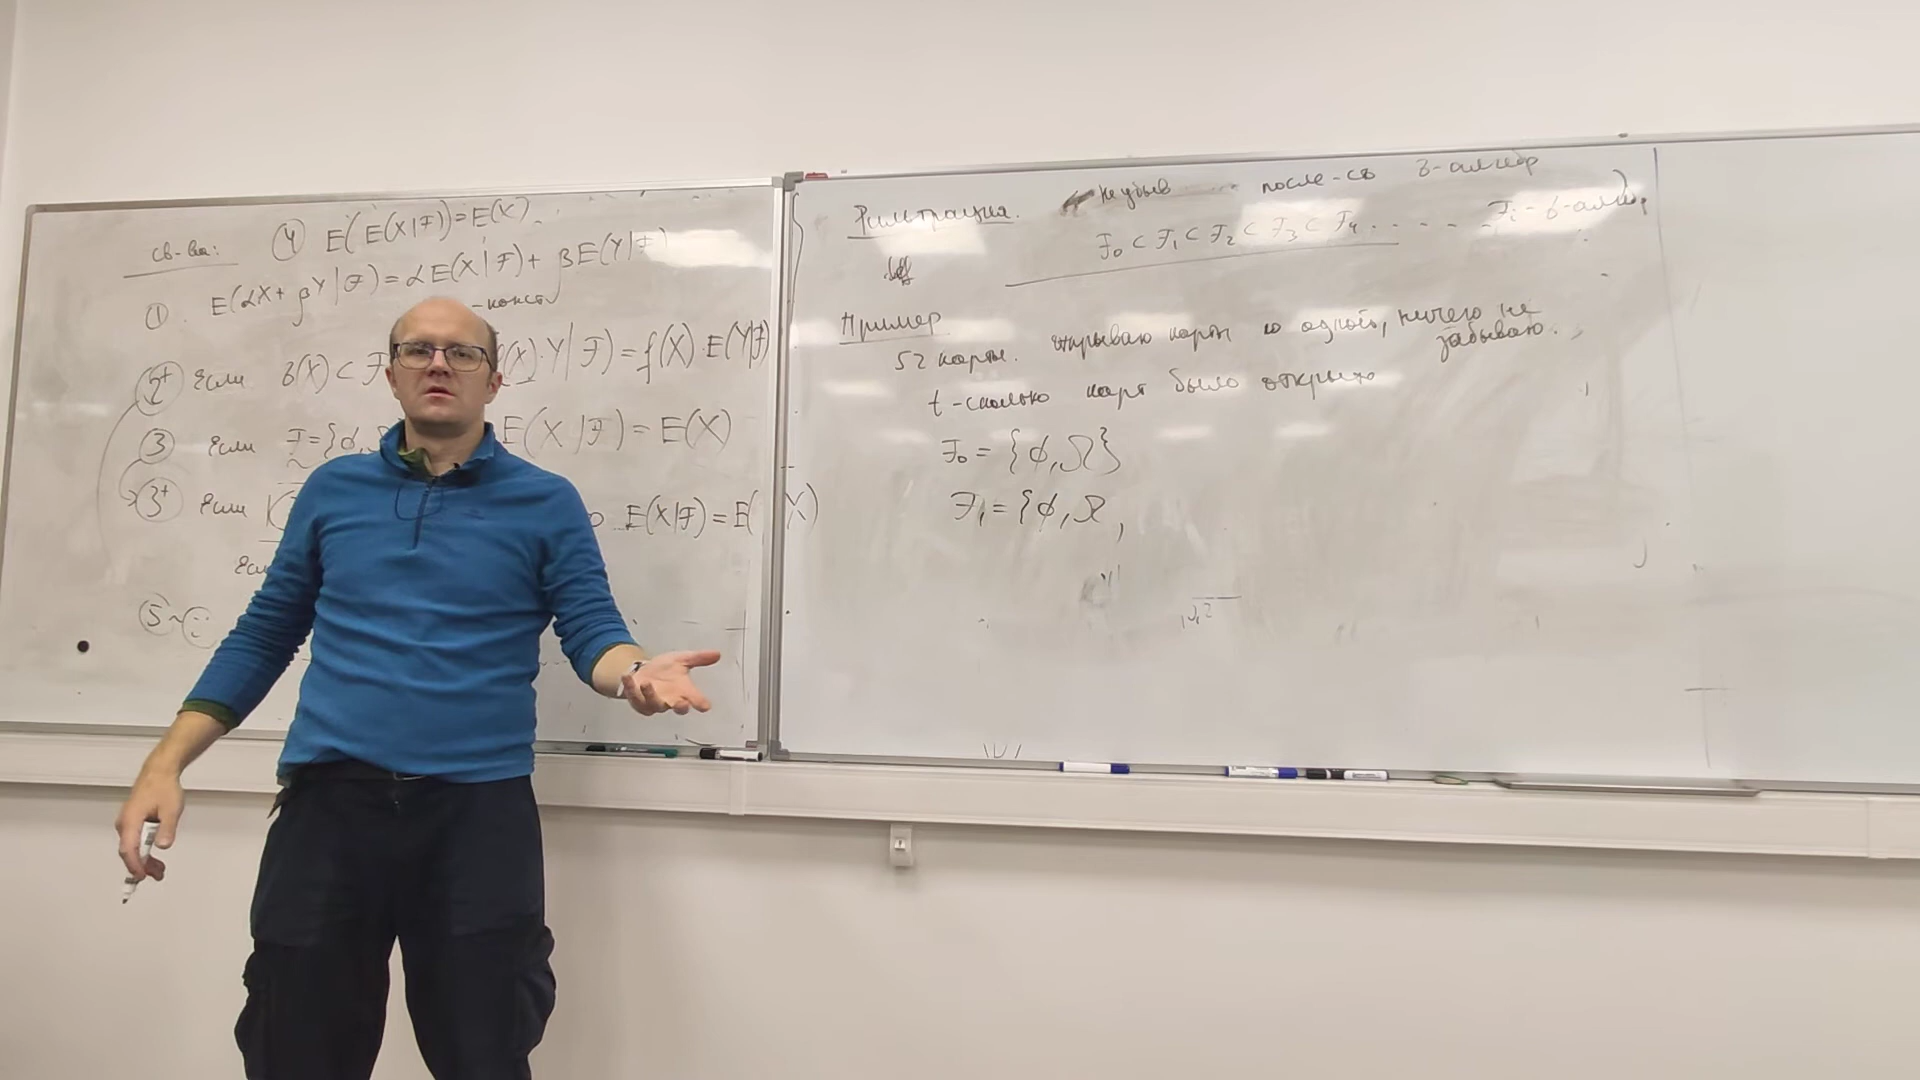 св-ва: ④ E(E(X|F))=E(X)
① E(αX+βY|F)=αE(X|F)+βE(Y|F)
-конст
②⁺ Если σ(X)⊂F (X)·Y|F)=f(X)·E(Y|F)
③ Если F={∅, E(X|F)=E(X)
③⁺ Если E(X|F)=E(X)
Если
⑤~
Фильтрация. неубыв после-сть σ-алгебр
F₀⊂F₁⊂F₂⊂F₃⊂F₄.. - - - Fᵢ-σ-алгебр
def
Пример
52 карты. открываю карты по одной, ничего не забываю.
t-сколько карт было открыто
F₀={∅,Ω}
F₁={∅,Ω,